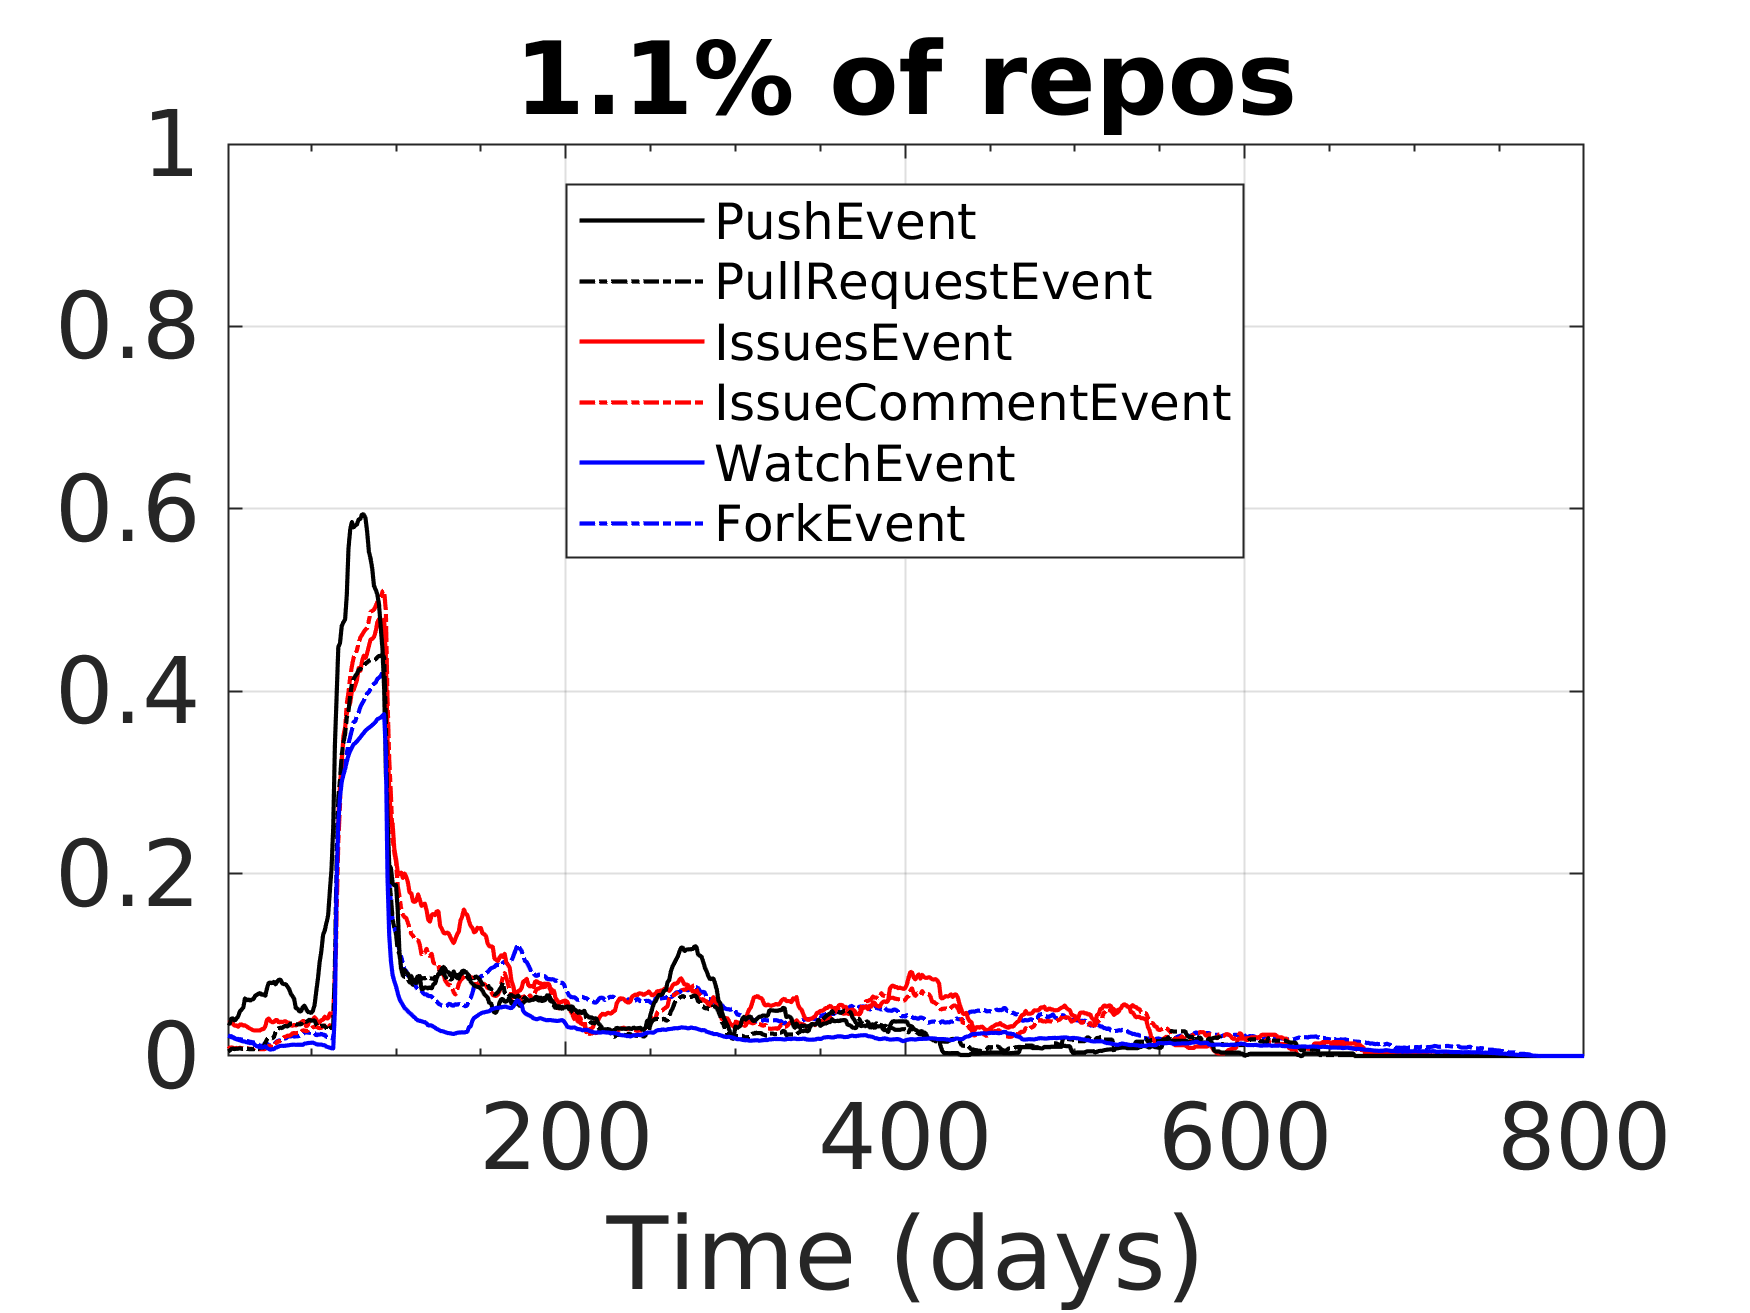 1.1% of repos
1
0.8
0.6
0.4
0.2
0
PushEvent
PullRequestEvent
IssuesEvent
IssueCommentEvent
WatchEvent
ForkEvent
200 400 600 800
Time (days)